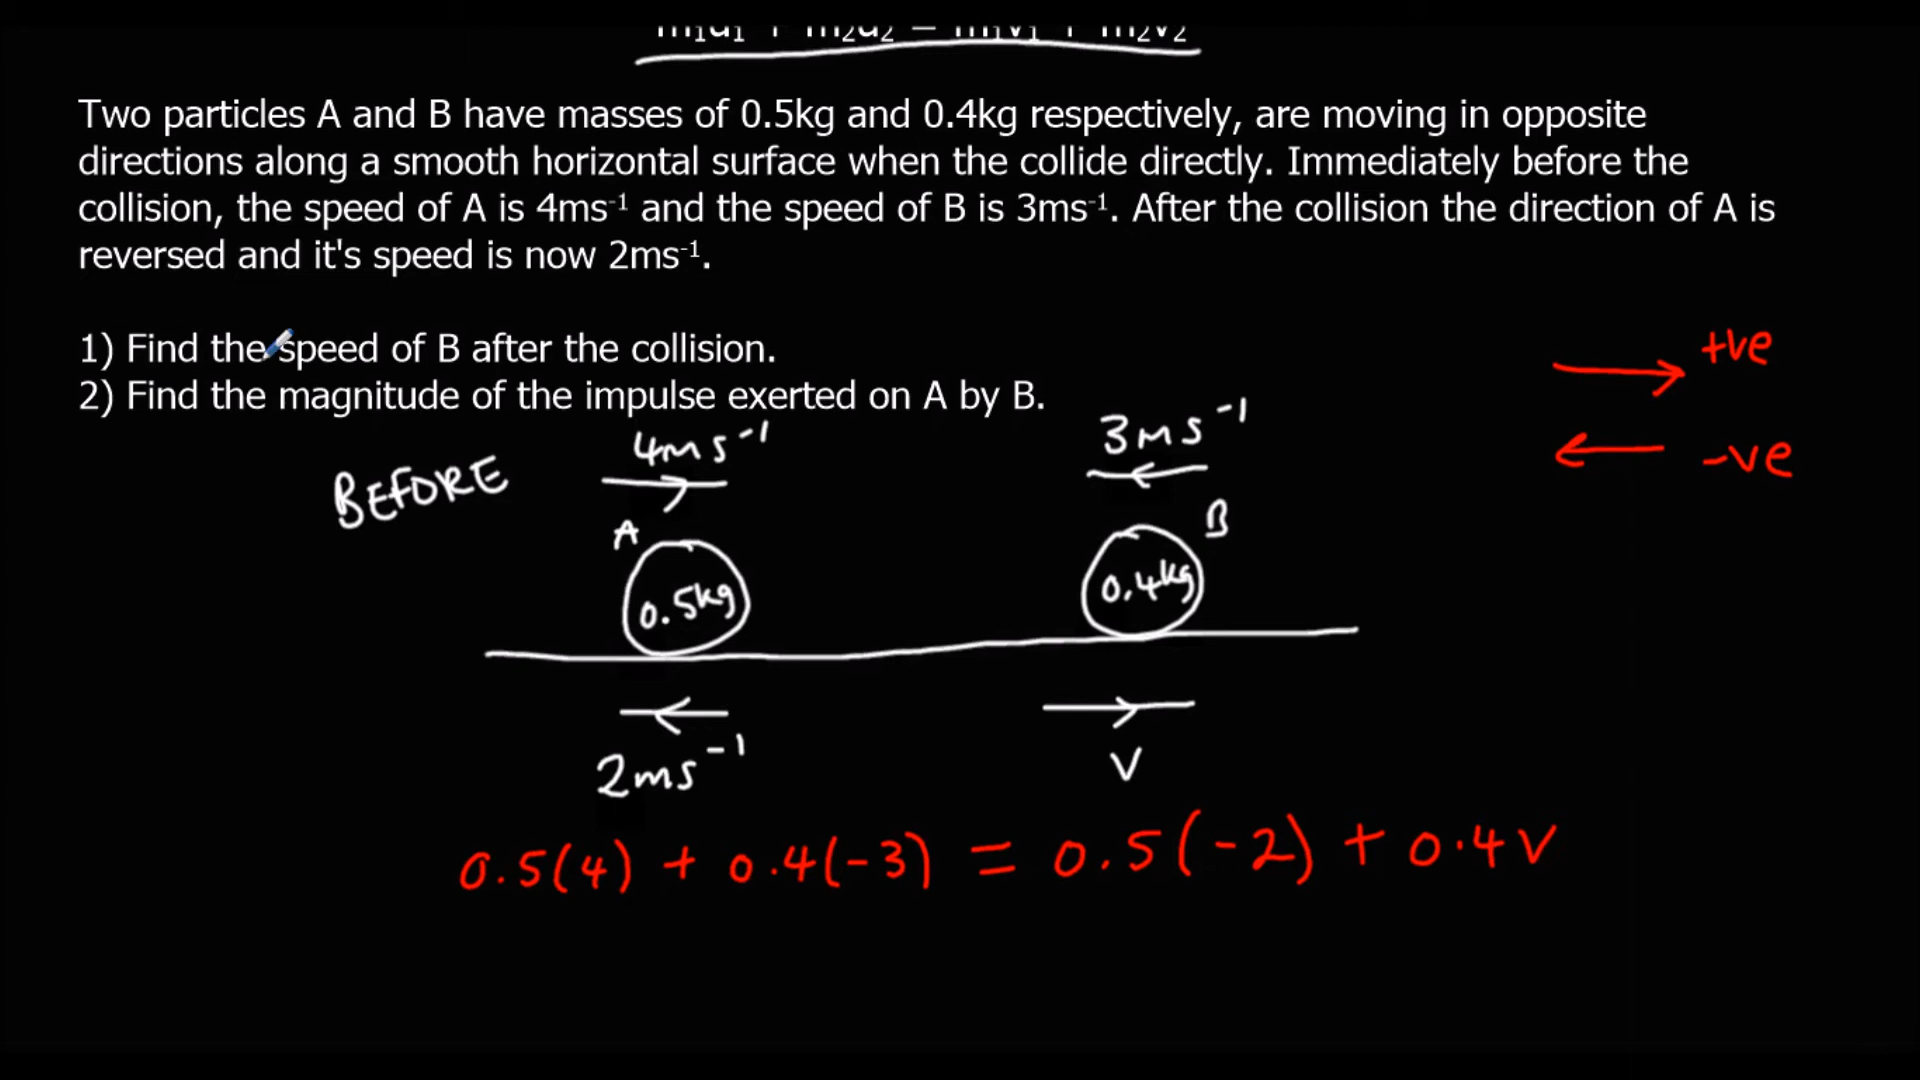 m₁u₁ + m₂u₂ = m₁v₁ + m₂v₂
Two particles A and B have masses of 0.5kg and 0.4kg respectively, are moving in opposite
directions along a smooth horizontal surface when the collide directly. Immediately before the
collision, the speed of A is 4ms⁻¹ and the speed of B is 3ms⁻¹. After the collision the direction of A is
reversed and it's speed is now 2ms⁻¹.
1) Find the speed of B after the collision.
2) Find the magnitude of the impulse exerted on A by B.
+ve
-ve
BEFORE
4ms⁻¹
3ms⁻¹
A
B
0.5kg
0.4kg
2ms⁻¹
V
0.5(4) + 0.4(-3) = 0.5(-2) + 0.4V